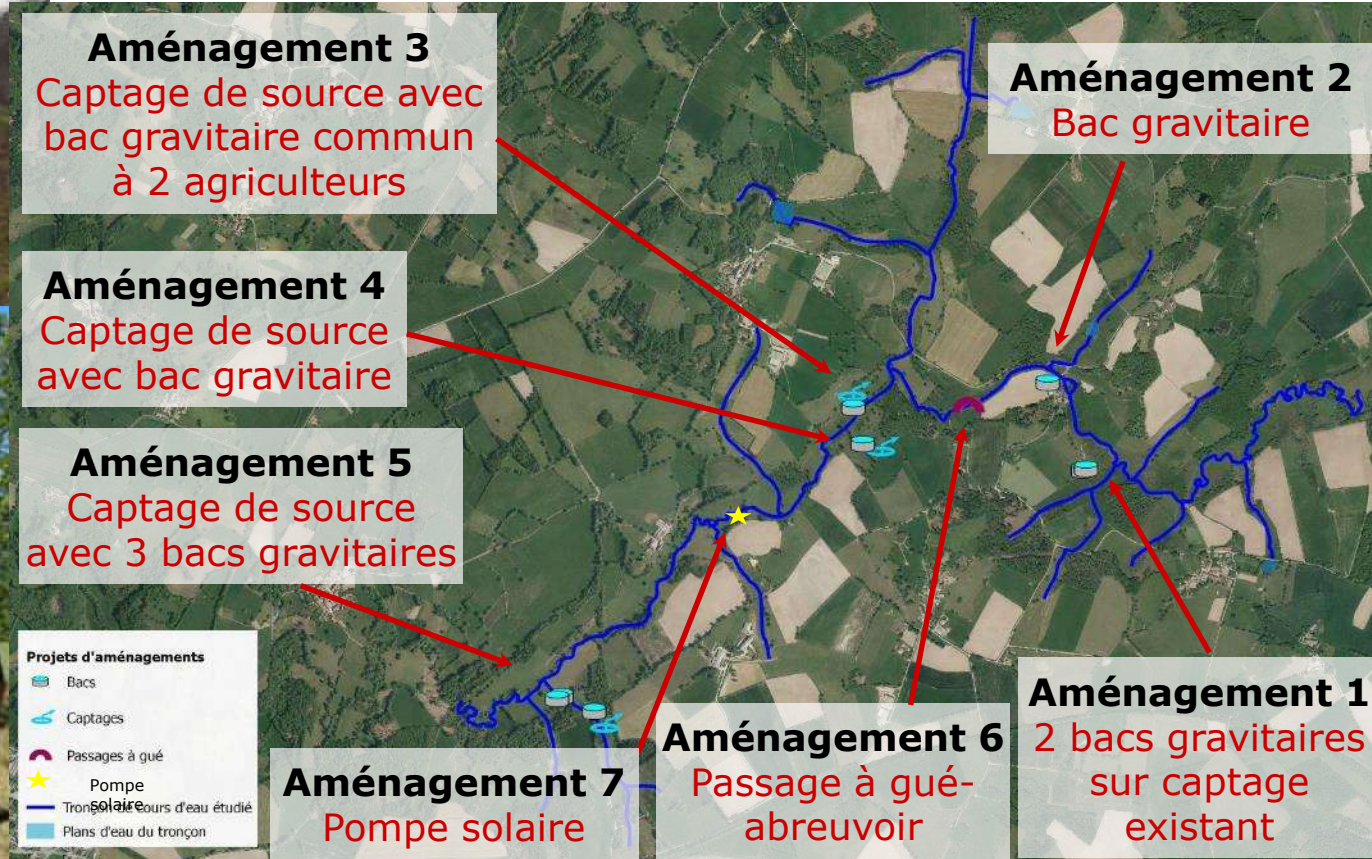 Aménagement 3
Captage de source avec
bac gravitaire commun
à 2 agriculteurs
Aménagement 2
Bac gravitaire
Aménagement 4
Captage de source
avec bac gravitaire
Aménagement 5
Captage de source
avec 3 bacs gravitaires
Projets d'aménagements
Bacs
Captages
Passages à gué
Pompe
solaire
Tronçon de cours d'eau étudié
Plans d'eau du tronçon
Aménagement 7
Pompe solaire
Aménagement 6
Passage à gué-
abreuvoir
Aménagement 1
2 bacs gravitaires
sur captage
existant